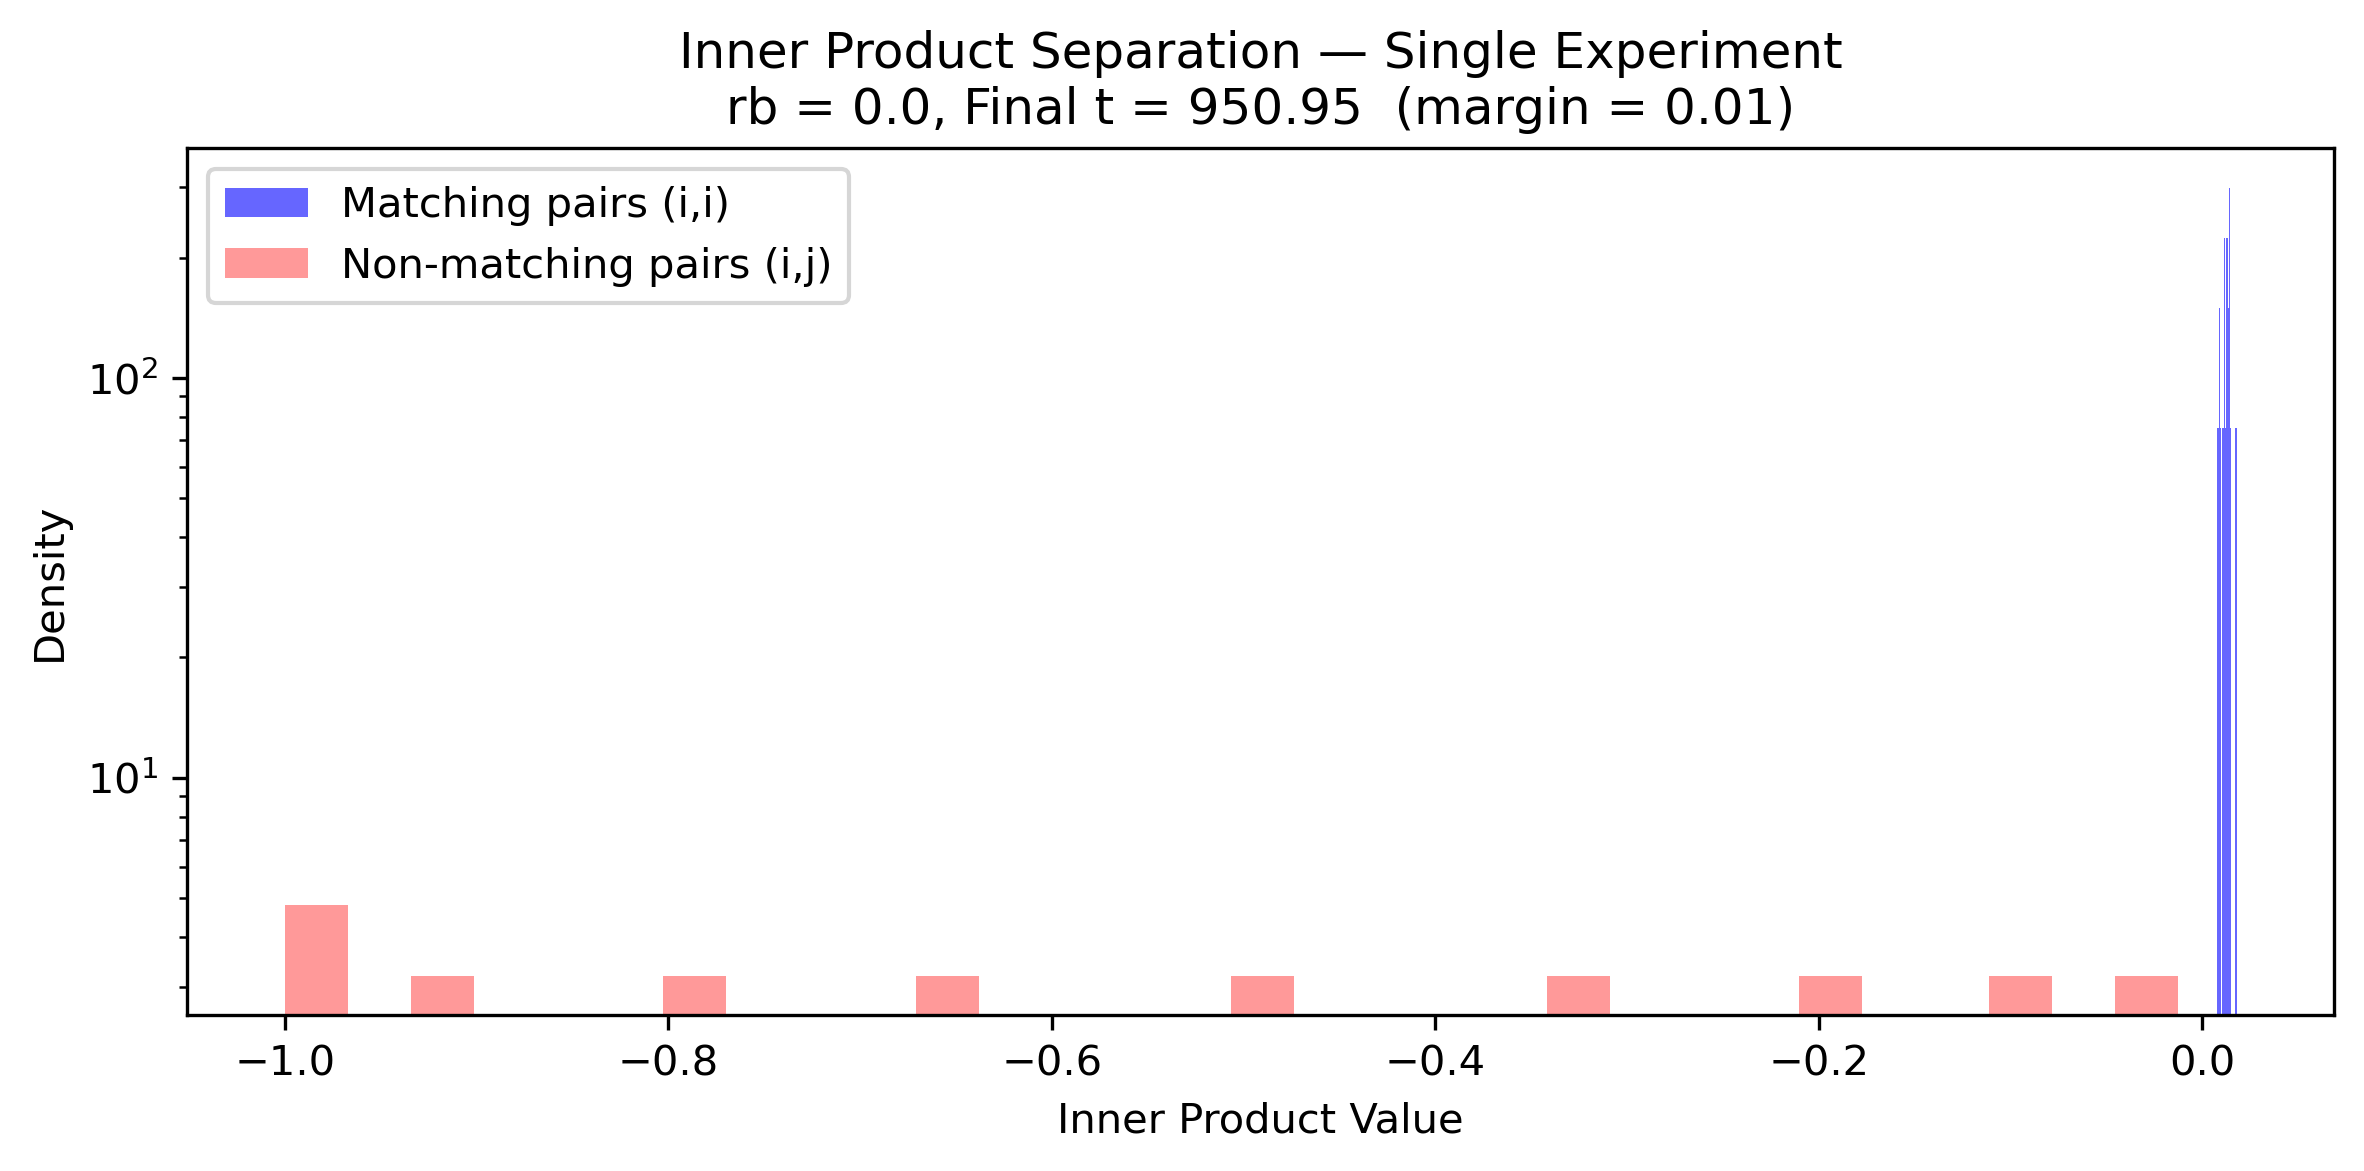 Inner Product Separation — Single Experiment
rb = 0.0, Final t = 950.95  (margin = 0.01)
Matching pairs (i,i)
Non-matching pairs (i,j)
Density
10²
10¹
−1.0
−0.8
−0.6
−0.4
−0.2
0.0
Inner Product Value